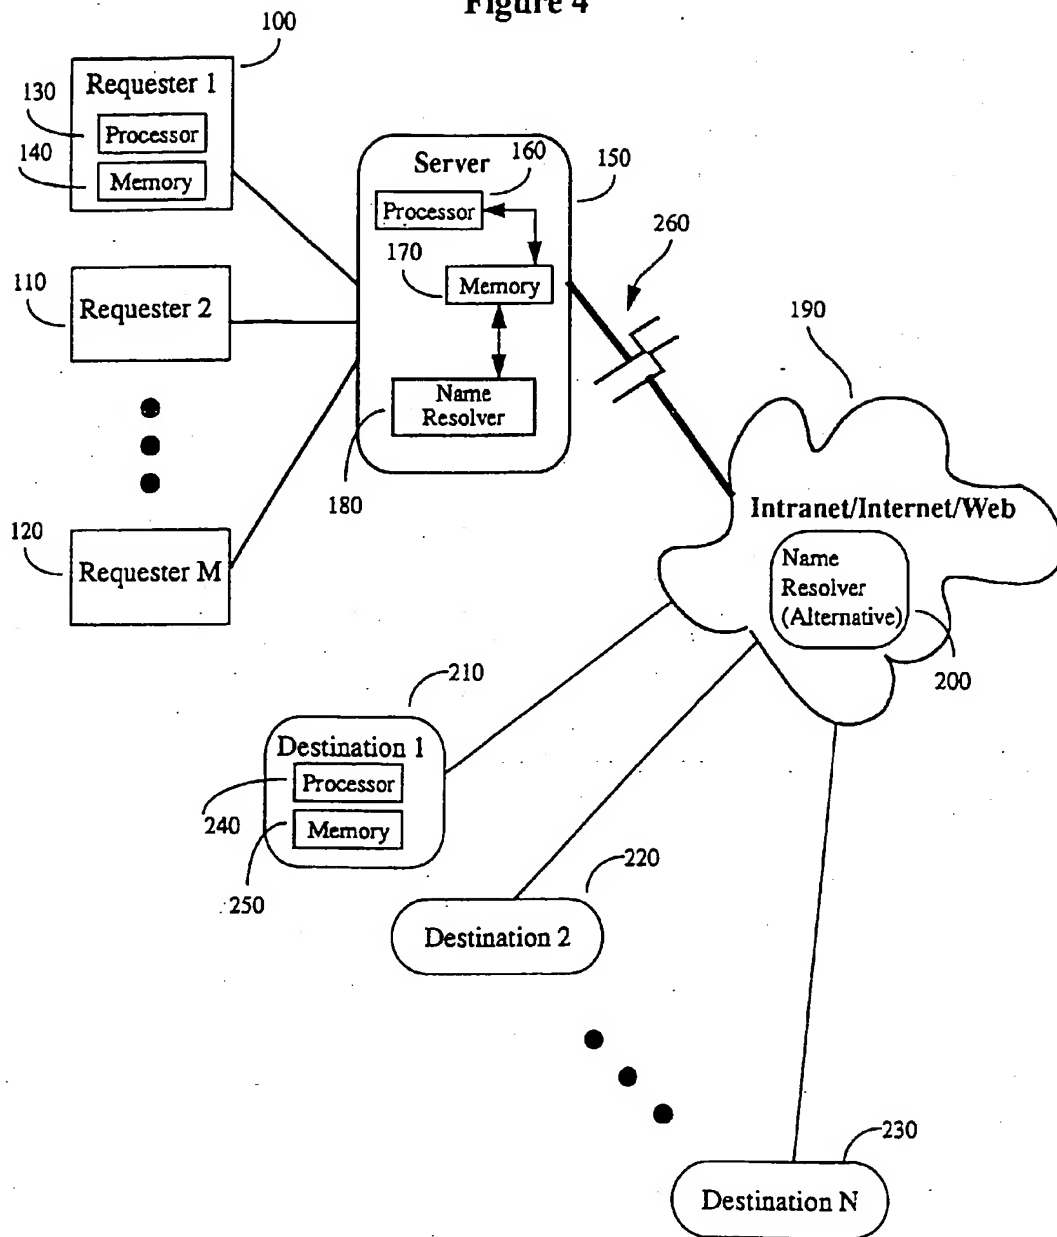 Figure 4
100
Requester 1
130
Processor
140
Memory
110
Requester 2
120
Requester M
Server
160
150
Processor
170
Memory
Name
Resolver
180
260
190
Intranet/Internet/Web
Name
Resolver
(Alternative)
200
210
Destination 1
Processor
240
Memory
250
220
Destination 2
230
Destination N